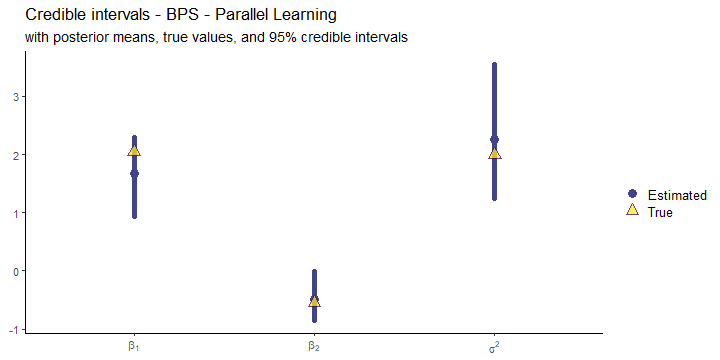 Credible intervals - BPS - Parallel Learning
with posterior means, true values, and 95% credible intervals
3
2
1
0
-1
β₁
β₂
σ²
Estimated
True